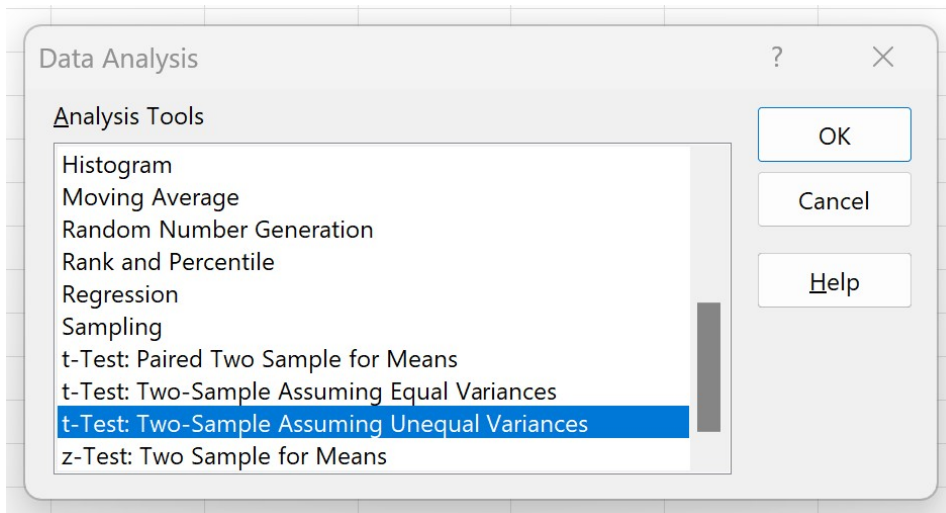 Data Analysis
?
Analysis Tools
OK
Histogram
Moving Average
Cancel
Random Number Generation
Rank and Percentile
Help
Regression
Sampling
t-Test: Paired Two Sample for Means
t-Test: Two-Sample Assuming Equal Variances
t-Test: Two-Sample Assuming Unequal Variances
z-Test: Two Sample for Means